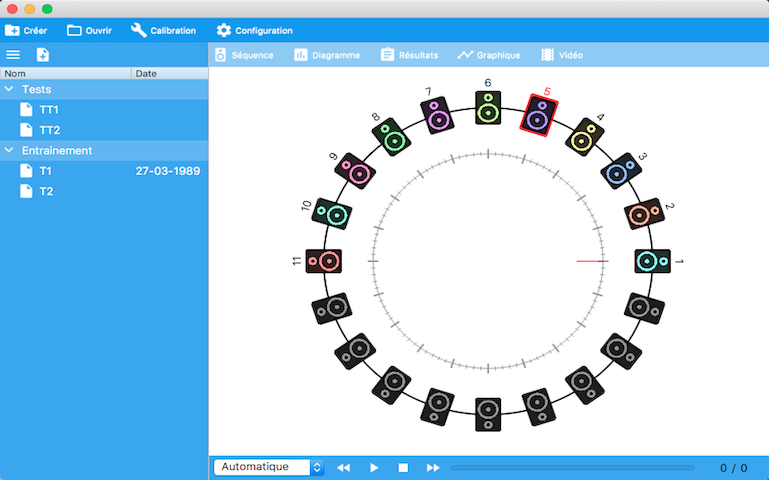 Créer Ouvrir Calibration Configuration
Séquence Diagramme Résultats Graphique Vidéo
Nom Date
Tests
TT1
TT2
Entrainement
T1 27-03-1989
T2
6
7
5
8
4
9
3
10
2
11
1
Automatique 0 / 0